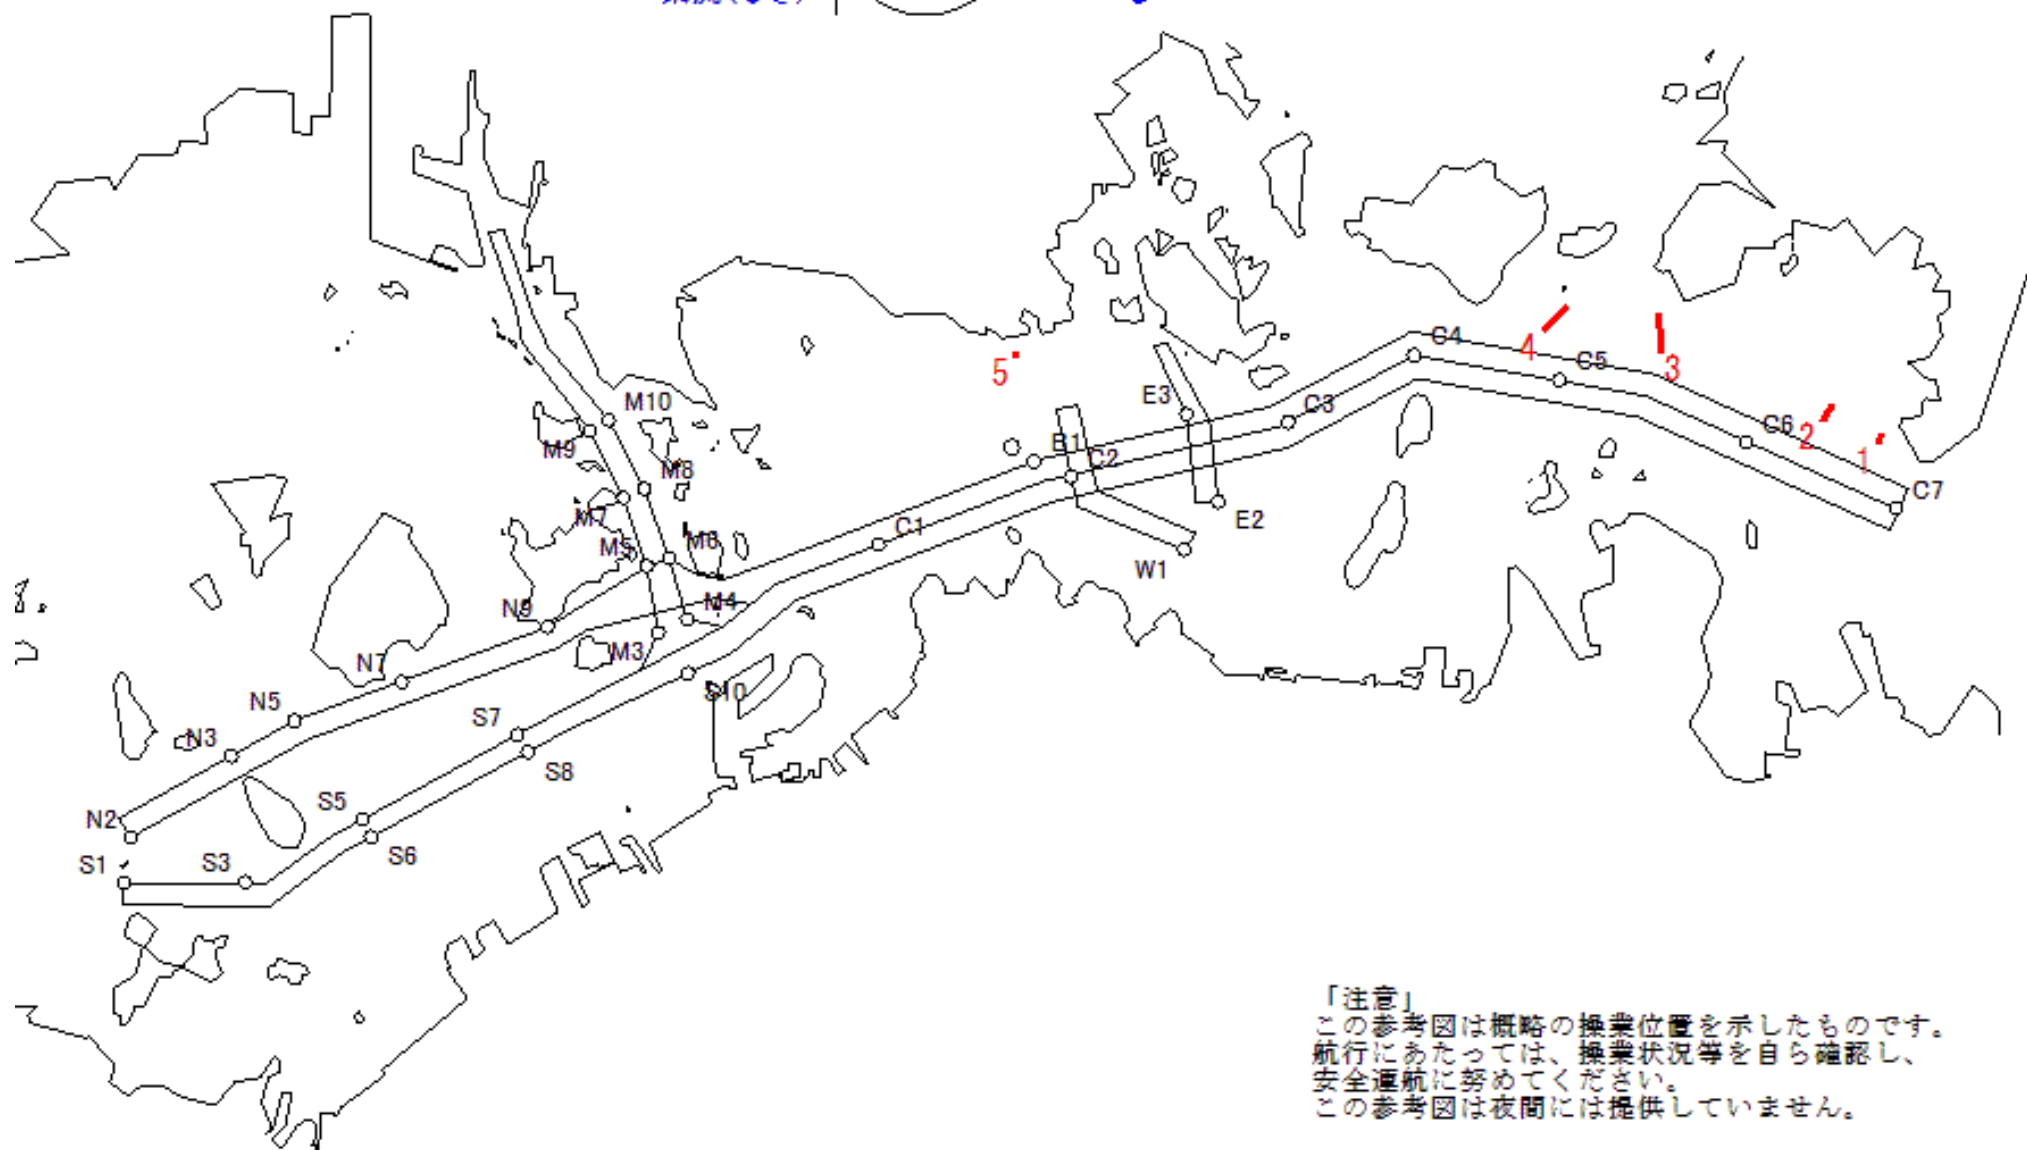 C4
C5
4
3
5
M10
E3
C3
C6
2
1
M9
B1
C2
M8
C7
M7
E2
M5
M6
C1
W1
N9
M4
N7
M3
S10
N5
S7
N3
S8
S5
N2
S6
S1
S3
「注意」
この参考図は概略の操業位置を示したものです。
航行にあたっては、操業状況等を自ら確認し、
安全運航に努めてください。
この参考図は夜間には提供していません。